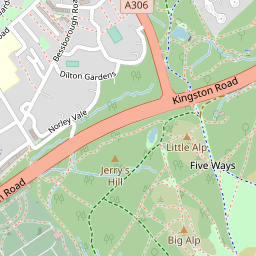 A306
Bessborough Road
Dilton Gardens
Kingston Road
Norley Vale
Little Alp
Five Ways
Jerry's
Hill
Road
Big Alp